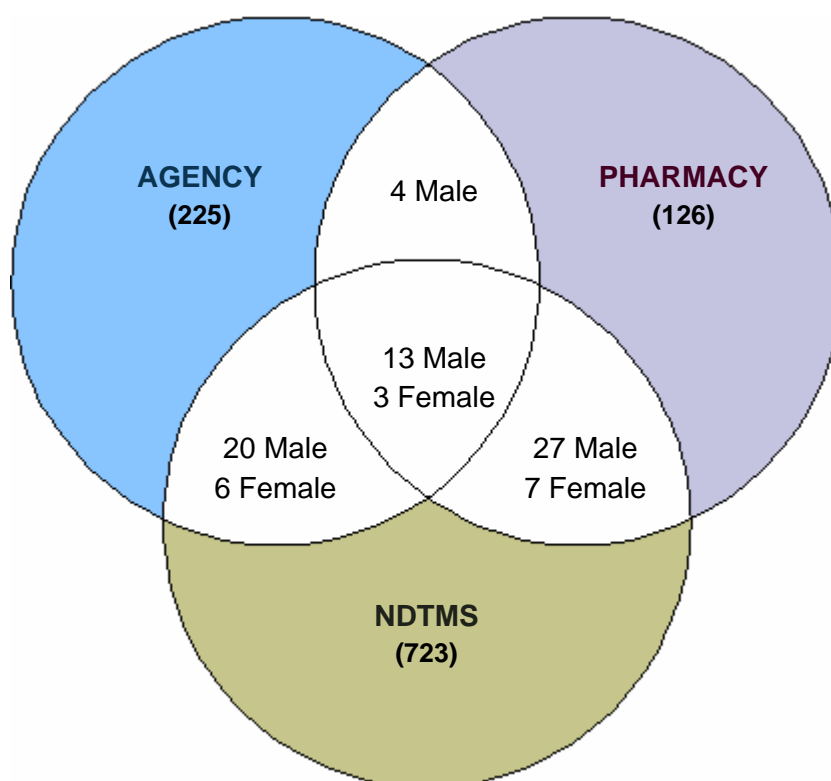 AGENCY
(225)
PHARMACY
(126)
4 Male
13 Male
3 Female
20 Male
6 Female
27 Male
7 Female
NDTMS
(723)